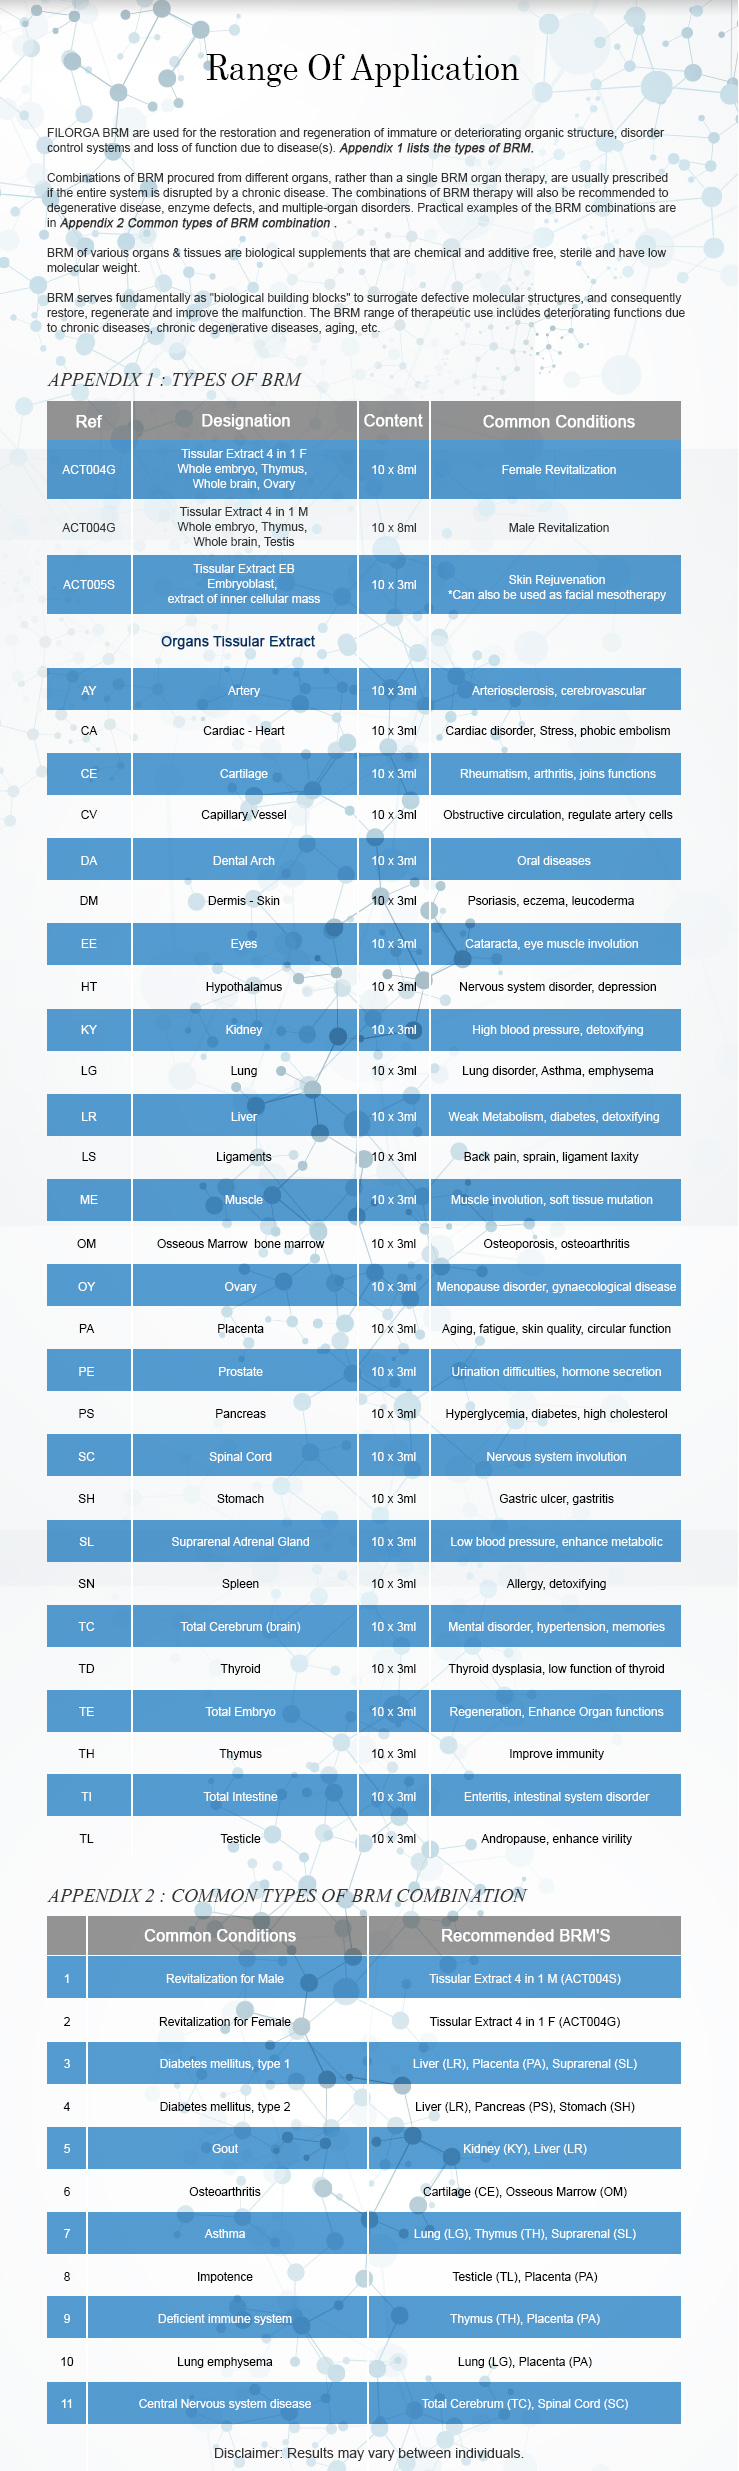 Range Of Application
FILORGA BRM are used for the restoration and regeneration of immature or deteriorating organic structure, disorder
control systems and loss of function due to disease(s). Appendix 1 lists the types of BRM.
Combinations of BRM procured from different organs, rather than a single BRM organ therapy, are usually prescribed
if the entire system is disrupted by a chronic disease. The combinations of BRM therapy will also be recommended to
degenerative disease, enzyme defects, and multiple-organ disorders. Practical examples of the BRM combinations are
in Appendix 2 Common types of BRM combination .
BRM of various organs & tissues are biological supplements that are chemical and additive free, sterile and have low
molecular weight.
BRM serves fundamentally as "biological building blocks" to surrogate defective molecular structures, and consequently
restore, regenerate and improve the malfunction. The BRM range of therapeutic use includes deteriorating functions due
to chronic diseases, chronic degenerative diseases, aging, etc.
APPENDIX 1 : TYPES OF BRM
Ref Designation Content Common Conditions
Tissular Extract 4 in 1 F
ACT004G Whole embryo, Thymus, 10 x 8ml Female Revitalization
Whole brain, Ovary
Tissular Extract 4 in 1 M
ACT004G Whole embryo, Thymus, 10 x 8ml Male Revitalization
Whole brain, Testis
Tissular Extract EB
ACT005S Embryoblast, 10 x 3ml Skin Rejuvenation
extract of inner cellular mass *Can also be used as facial mesotherapy
Organs Tissular Extract
AY Artery 10 x 3ml Arteriosclerosis, cerebrovascular
CA Cardiac - Heart 10 x 3ml Cardiac disorder, Stress, phobic embolism
CE Cartilage 10 x 3ml Rheumatism, arthritis, joins functions
CV Capillary Vessel 10 x 3ml Obstructive circulation, regulate artery cells
DA Dental Arch 10 x 3ml Oral diseases
DM Dermis - Skin 10 x 3ml Psoriasis, eczema, leucoderma
EE Eyes 10 x 3ml Cataracta, eye muscle involution
HT Hypothalamus 10 x 3ml Nervous system disorder, depression
KY Kidney 10 x 3ml High blood pressure, detoxifying
LG Lung 10 x 3ml Lung disorder, Asthma, emphysema
LR Liver 10 x 3ml Weak Metabolism, diabetes, detoxifying
LS Ligaments 10 x 3ml Back pain, sprain, ligament laxity
ME Muscle 10 x 3ml Muscle involution, soft tissue mutation
OM Osseous Marrow bone marrow 10 x 3ml Osteoporosis, osteoarthritis
OY Ovary 10 x 3ml Menopause disorder, gynaecological disease
PA Placenta 10 x 3ml Aging, fatigue, skin quality, circular function
PE Prostate 10 x 3ml Urination difficulties, hormone secretion
PS Pancreas 10 x 3ml Hyperglycemia, diabetes, high cholesterol
SC Spinal Cord 10 x 3ml Nervous system involution
SH Stomach 10 x 3ml Gastric ulcer, gastritis
SL Suprarenal Adrenal Gland 10 x 3ml Low blood pressure, enhance metabolic
SN Spleen 10 x 3ml Allergy, detoxifying
TC Total Cerebrum (brain) 10 x 3ml Mental disorder, hypertension, memories
TD Thyroid 10 x 3ml Thyroid dysplasia, low function of thyroid
TE Total Embryo 10 x 3ml Regeneration, Enhance Organ functions
TH Thymus 10 x 3ml Improve immunity
TI Total Intestine 10 x 3ml Enteritis, intestinal system disorder
TL Testicle 10 x 3ml Andropause, enhance virility
APPENDIX 2 : COMMON TYPES OF BRM COMBINATION
Common Conditions Recommended BRM'S
1 Revitalization for Male Tissular Extract 4 in 1 M (ACT004S)
2 Revitalization for Female Tissular Extract 4 in 1 F (ACT004G)
3 Diabetes mellitus, type 1 Liver (LR), Placenta (PA), Suprarenal (SL)
4 Diabetes mellitus, type 2 Liver (LR), Pancreas (PS), Stomach (SH)
5 Gout Kidney (KY), Liver (LR)
6 Osteoarthritis Cartilage (CE), Osseous Marrow (OM)
7 Asthma Lung (LG), Thymus (TH), Suprarenal (SL)
8 Impotence Testicle (TL), Placenta (PA)
9 Deficient immune system Thymus (TH), Placenta (PA)
10 Lung emphysema Lung (LG), Placenta (PA)
11 Central Nervous system disease Total Cerebrum (TC), Spinal Cord (SC)
Disclaimer: Results may vary between individuals.